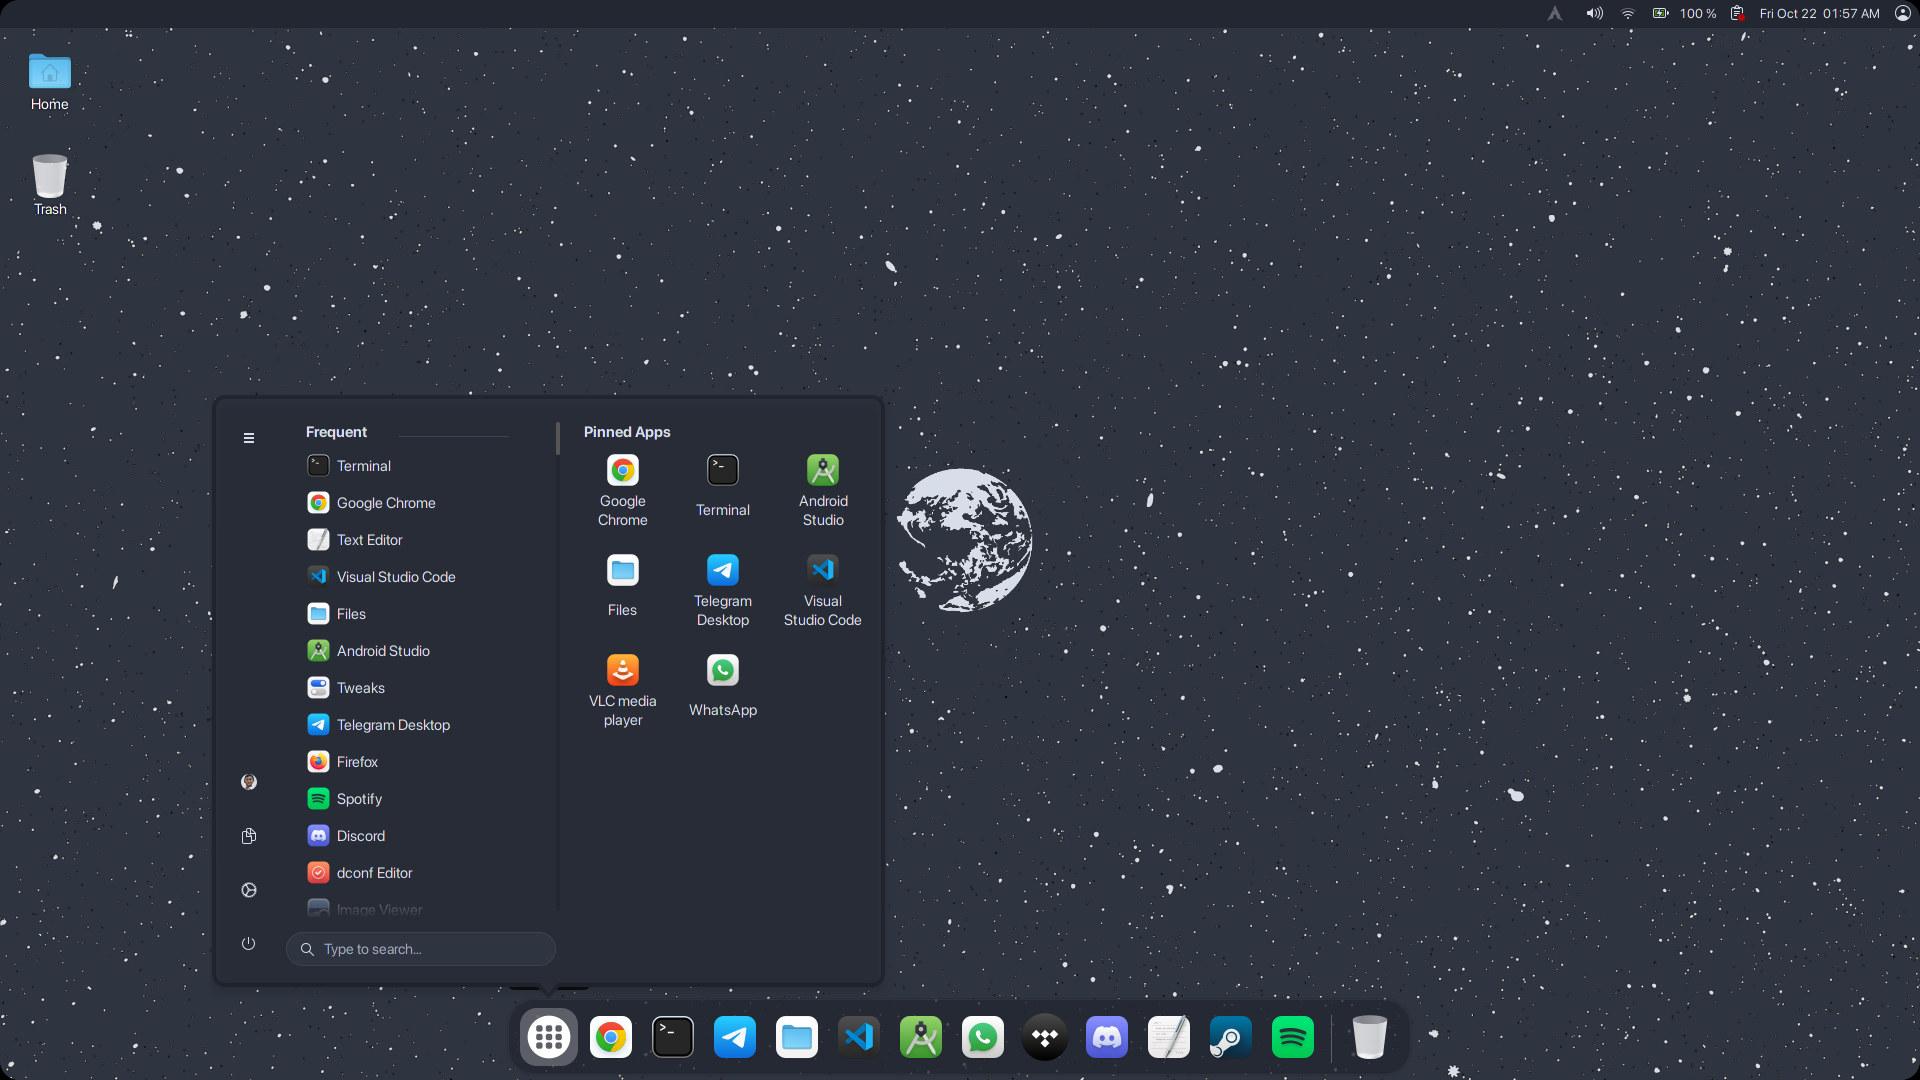 100 %
Fri Oct 22 01:57 AM
Home
Trash
Frequent
Terminal
Google Chrome
Text Editor
Visual Studio Code
Files
Android Studio
Tweaks
Telegram Desktop
Firefox
Spotify
Discord
dconf Editor
Image Viewer
Type to search...
Pinned Apps
Google
Chrome
Terminal
Android
Studio
Files
Telegram
Desktop
Visual
Studio Code
VLC media
player
WhatsApp